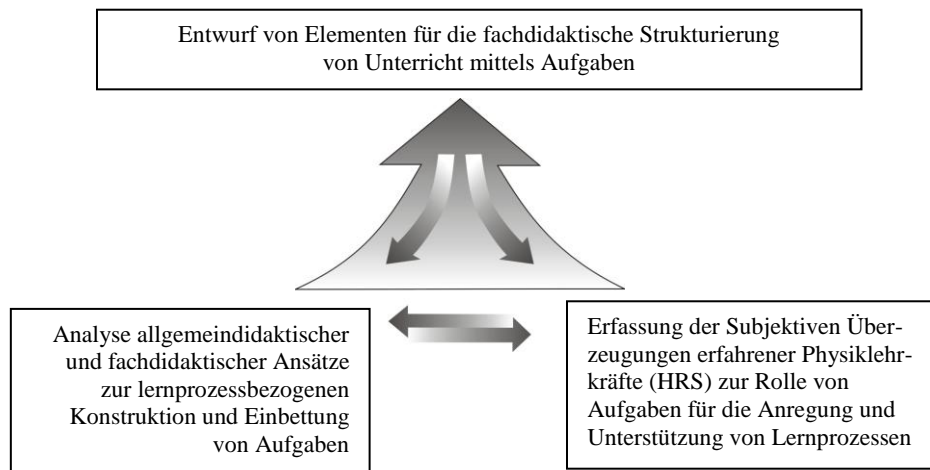 Entwurf von Elementen für die fachdidaktische Strukturierung
von Unterricht mittels Aufgaben
Analyse allgemeindidaktischer
und fachdidaktischer Ansätze
zur lernprozessbezogenen
Konstruktion und Einbettung
von Aufgaben
Erfassung der Subjektiven Über-
zeugungen erfahrener Physiklehr-
kräfte (HRS) zur Rolle von
Aufgaben für die Anregung und
Unterstützung von Lernprozessen